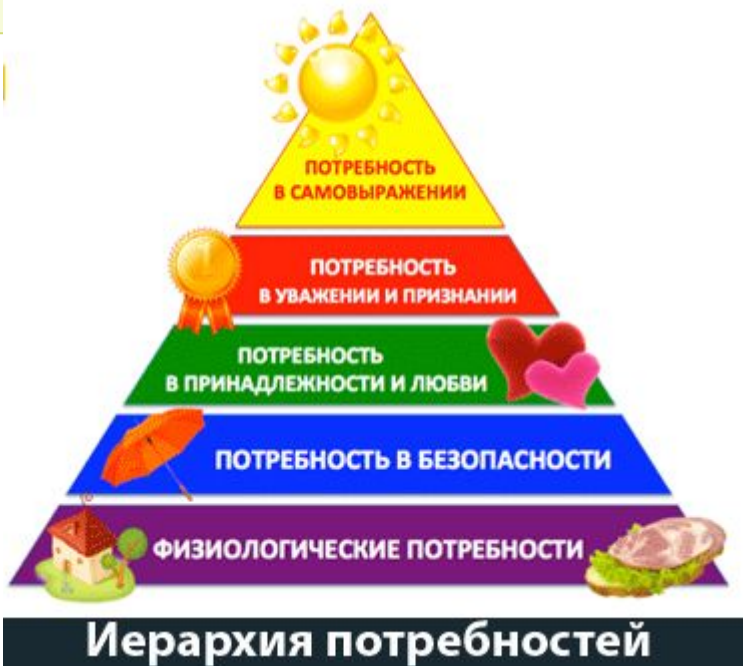 ПОТРЕБНОСТЬ
В САМОВЫРАЖЕНИИ
ПОТРЕБНОСТЬ
В УВАЖЕНИИ И ПРИЗНАНИИ
ПОТРЕБНОСТЬ
В ПРИНАДЛЕЖНОСТИ И ЛЮБВИ
ПОТРЕБНОСТЬ В БЕЗОПАСНОСТИ
ФИЗИОЛОГИЧЕСКИЕ ПОТРЕБНОСТИ
Иерархия потребностей